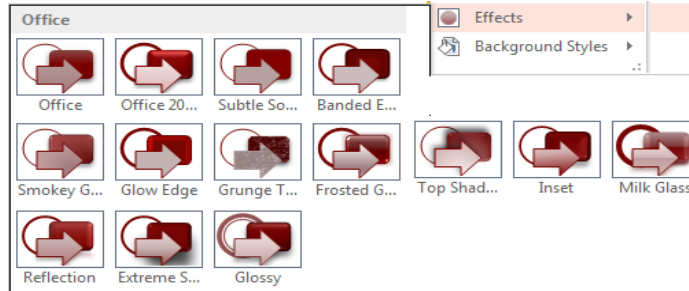 Office
Effects
Background Styles
Office
Office 20...
Subtle So...
Banded E...
Smokey G...
Glow Edge
Grunge T...
Frosted G...
Top Shad...
Inset
Milk Glass
Reflection
Extreme S...
Glossy